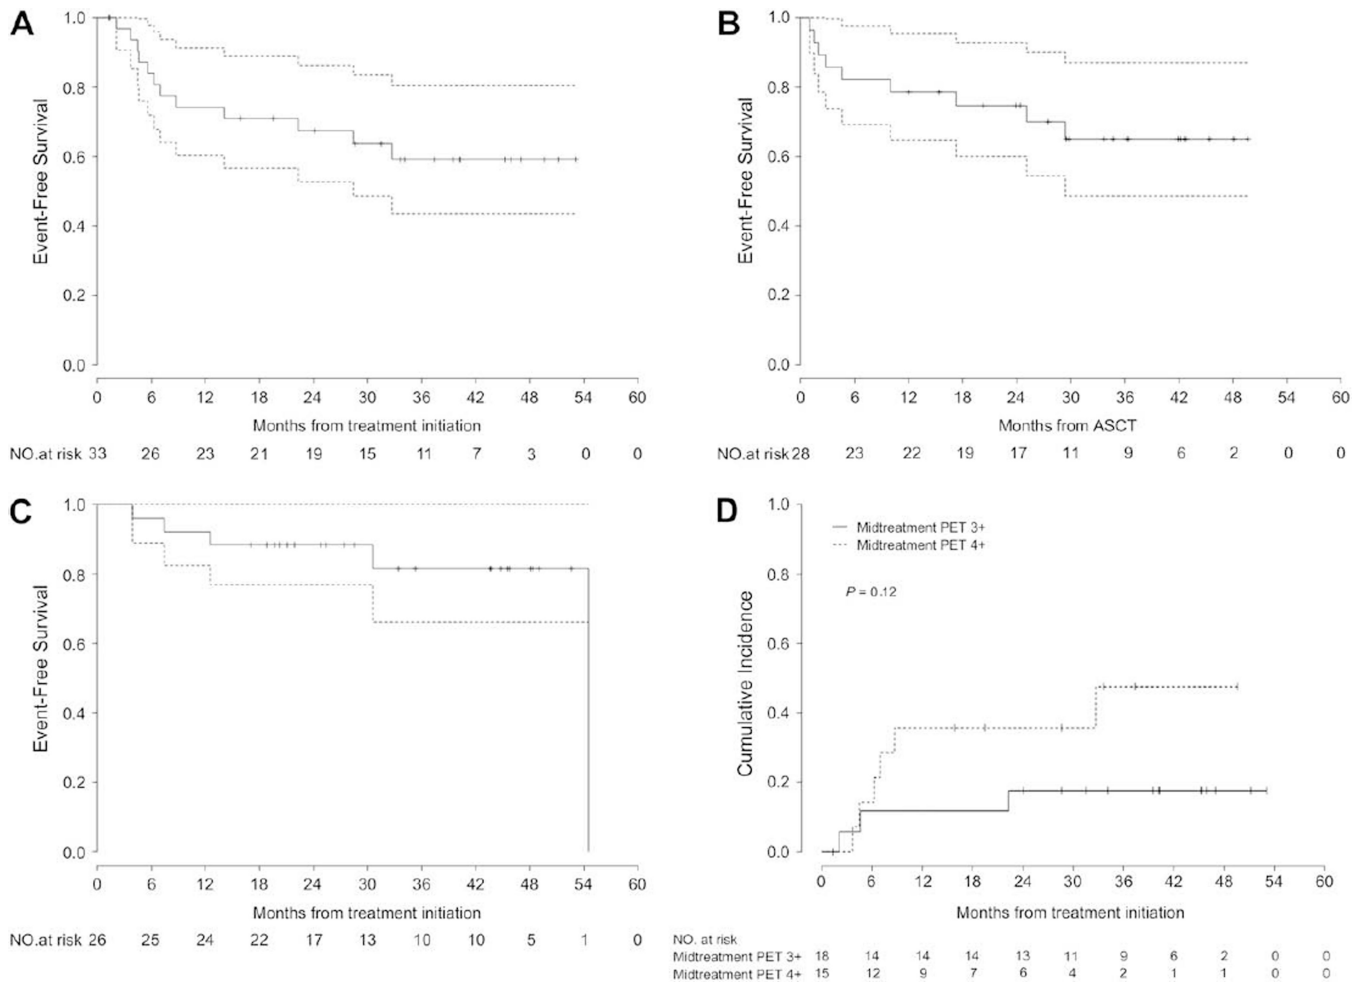 A
Event-Free Survival
1.0
0.8
0.6
0.4
0.2
0.0
0 6 12 18 24 30 36 42 48 54 60
Months from treatment initiation
NO.at risk 33 26 23 21 19 15 11 7 3 0 0
B
Event-Free Survival
1.0
0.8
0.6
0.4
0.2
0.0
0 6 12 18 24 30 36 42 48 54 60
Months from ASCT
NO.at risk 28 23 22 19 17 11 9 6 2 0 0
C
Event-Free Survival
1.0
0.8
0.6
0.4
0.2
0.0
0 6 12 18 24 30 36 42 48 54 60
Months from treatment initiation
NO.at risk 26 25 24 22 17 13 10 10 5 1 0
D
Cumulative Incidence
1.0
0.8
0.6
0.4
0.2
0.0
Midtreatment PET 3+
Midtreatment PET 4+
P = 0.12
0 6 12 18 24 30 36 42 48 54 60
Months from treatment initiation
NO. at risk
Midtreatment PET 3+ 18 14 14 14 13 11 9 6 2 0 0
Midtreatment PET 4+ 15 12 9 7 6 4 2 1 1 0 0